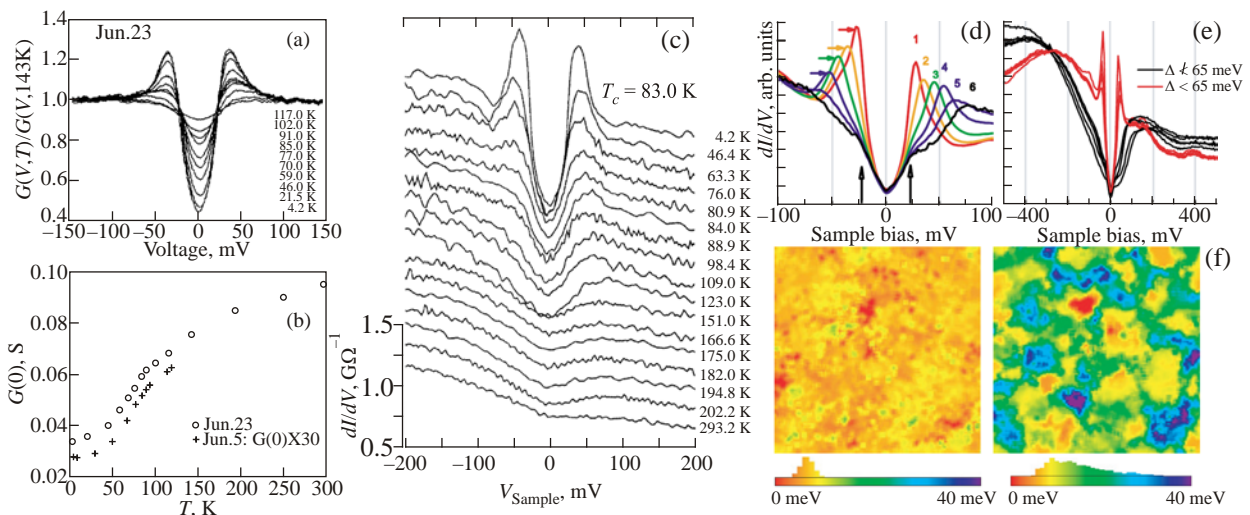 Jun.23
(a)
G(V,T)/G(V,143K)
1.4
1.2
1.0
0.8
0.6
0.4
117.0 K
102.0 K
91.0 K
85.0 K
77.0 K
70.0 K
59.0 K
46.0 K
21.5 K
4.2 K
−150 −100 −50 0 50 100 150
Voltage, mV
(b)
G(0), S
0.10
0.08
0.06
0.04
0.02
Jun.23
Jun.5: G(0)X30
0 50 100 150 200 250 300
T, K
(c)
Tc = 83.0 K
4.2 K
46.4 K
63.3 K
76.0 K
80.9 K
84.0 K
88.9 K
98.4 K
109.0 K
123.0 K
151.0 K
166.6 K
175.0 K
182.0 K
194.8 K
202.2 K
293.2 K
dI/dV, GΩ−1
1.5
1.0
0.5
−200 −100 0 100 200
VSample, mV
(d)
dI/dV, arb. units
1
2
3
4
5
6
−100 0 100
Sample bias, mV
(e)
Δ ≮ 65 meV
Δ < 65 meV
−400 −200 0 200 400
Sample bias, mV
(f)
0 meV 40 meV
0 meV 40 meV